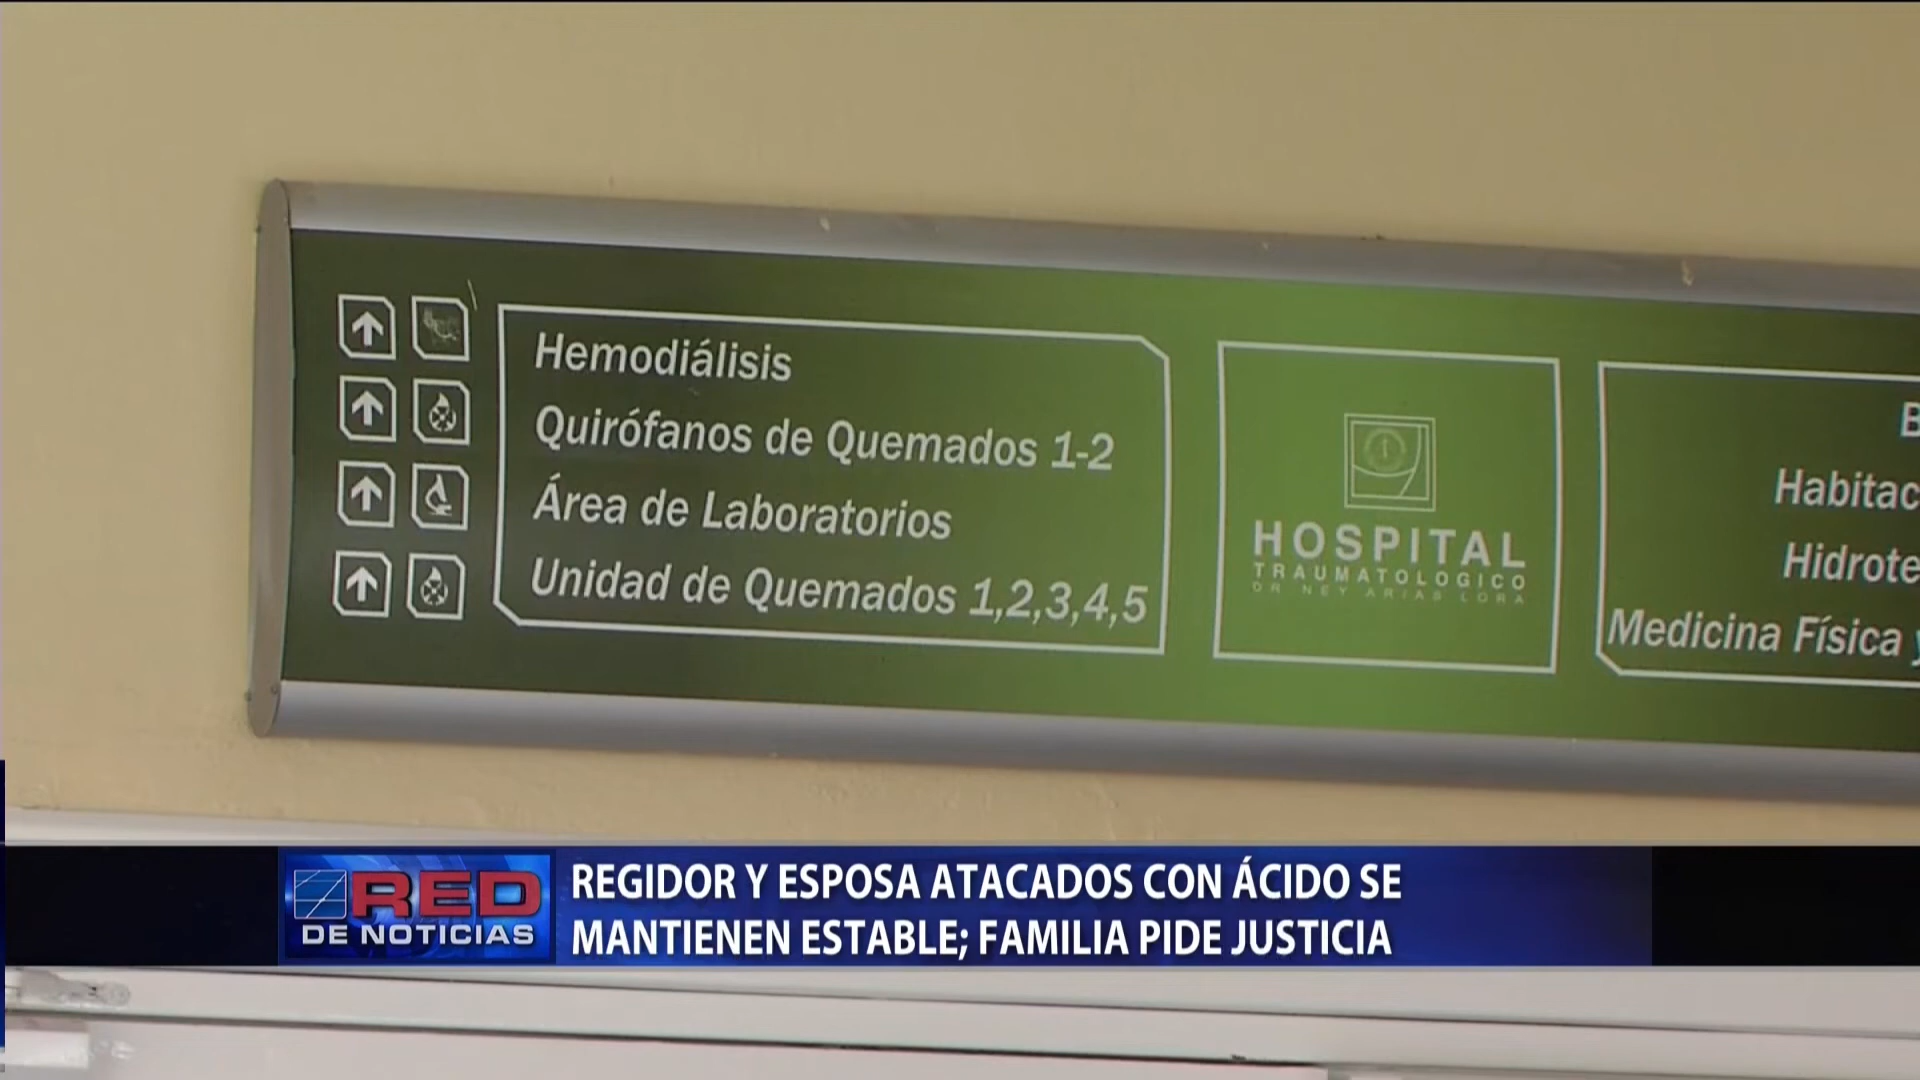 Hemodiálisis
Quirófanos de Quemados 1-2
Área de Laboratorios
Unidad de Quemados 1,2,3,4,5
HOSPITAL
TRAUMATOLOGICO
DR NEY ARIAS LORA
B
Habitac
Hidrote
Medicina Física y
RED
DE NOTICIAS
REGIDOR Y ESPOSA ATACADOS CON ÁCIDO SE
MANTIENEN ESTABLE; FAMILIA PIDE JUSTICIA